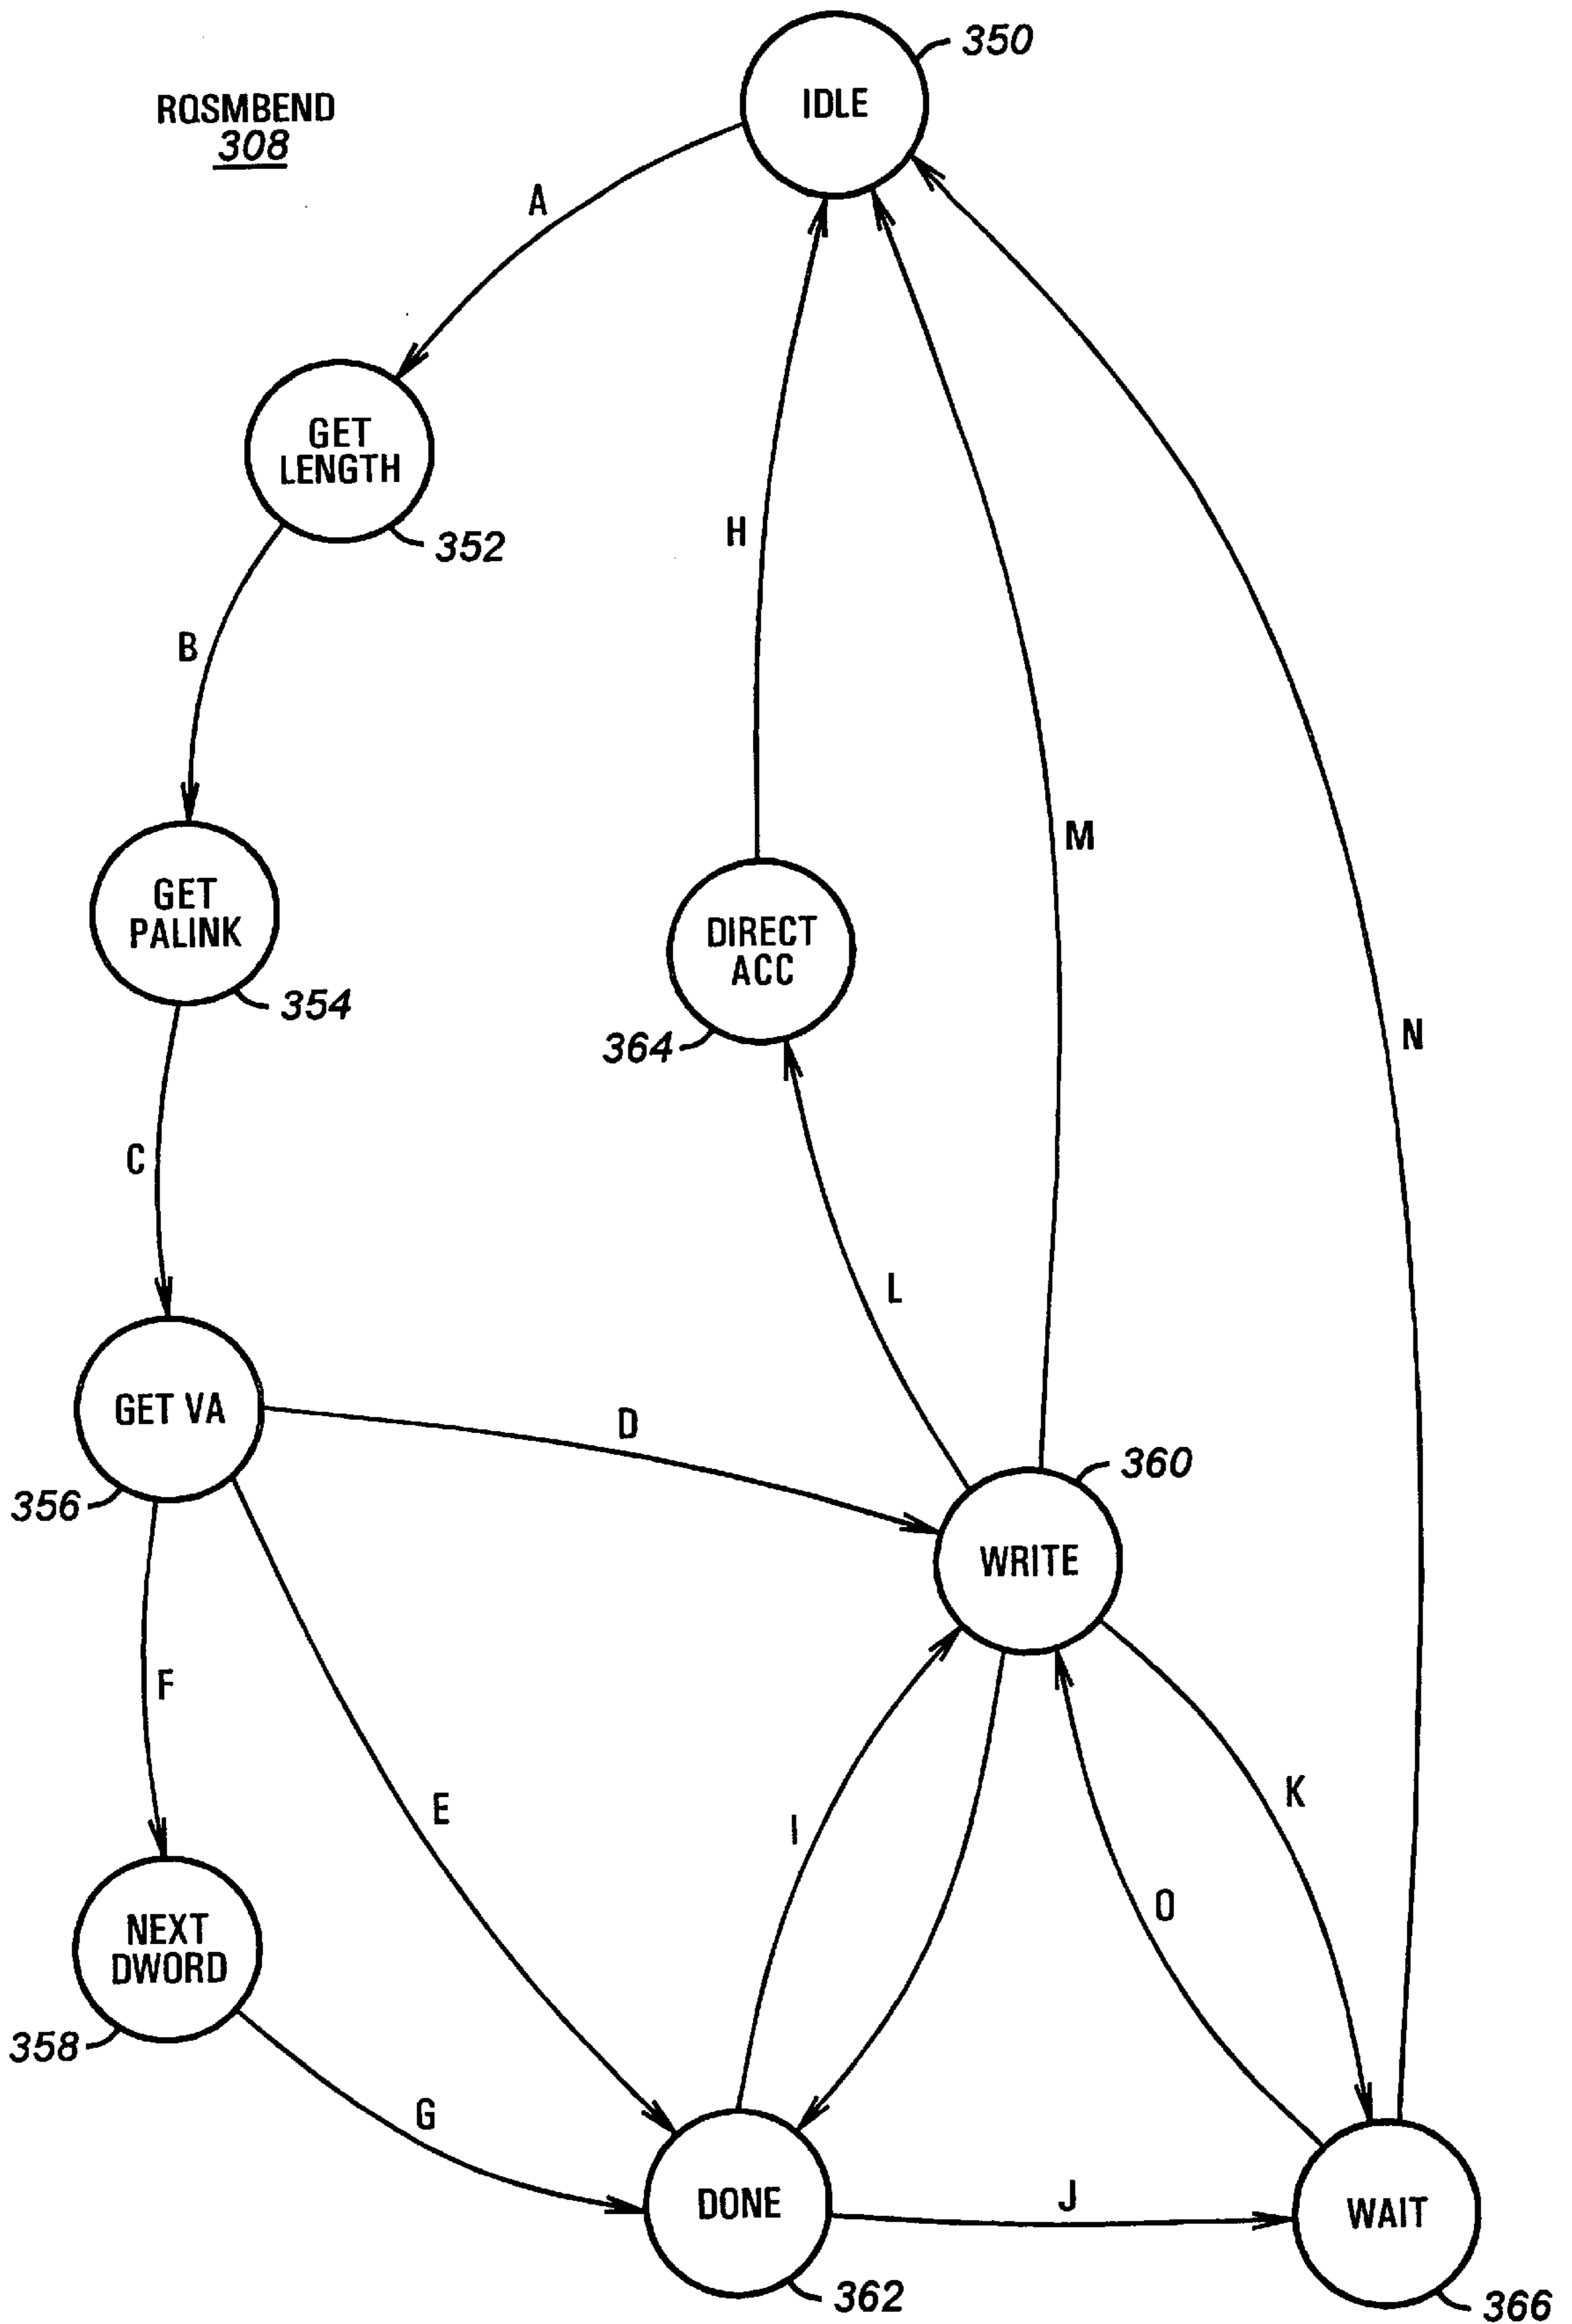 350
IDLE
RQSMBEND
308
A
GET
LENGTH
352
H
B
M
GET
PALINK
DIRECT
ACC
354
364
N
C
L
GET VA
D
360
356
WRITE
F
K
E
I
O
NEXT
DWORD
358
G
J
DONE
WAIT
362
366